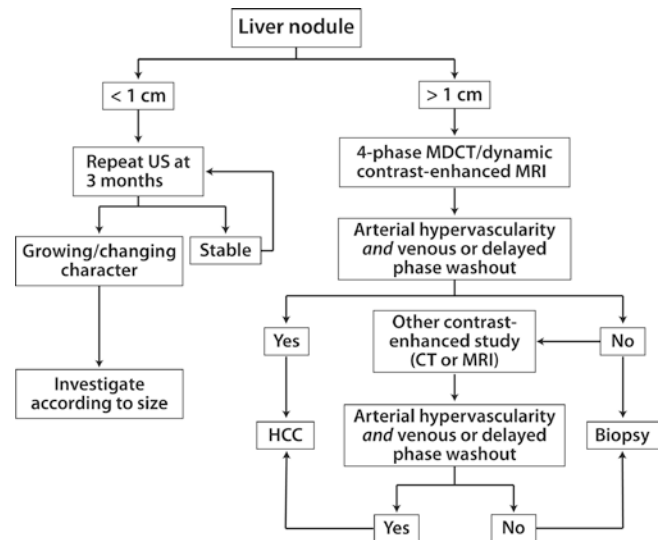 Liver nodule
< 1 cm
> 1 cm
Repeat US at
3 months
4-phase MDCT/dynamic
contrast-enhanced MRI
Growing/changing
character
Stable
Arterial hypervascularity
and venous or delayed
phase washout
Investigate
according to size
Yes
Other contrast-
enhanced study
(CT or MRI)
No
HCC
Arterial hypervascularity
and venous or delayed
phase washout
Biopsy
Yes
No